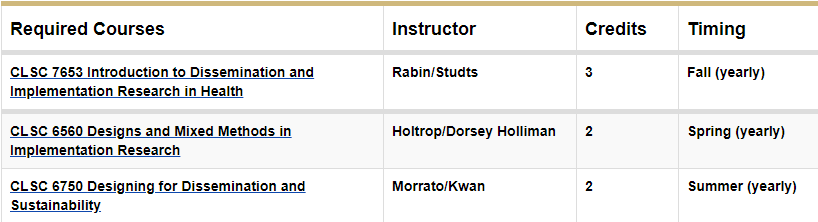 Required Courses Instructor Credits Timing
CLSC 7653 Introduction to Dissemination and Implementation Research in Health Rabin/Studts 3 Fall (yearly)
CLSC 6560 Designs and Mixed Methods in Implementation Research Holtrop/Dorsey Holliman 2 Spring (yearly)
CLSC 6750 Designing for Dissemination and Sustainability Morrato/Kwan 2 Summer (yearly)